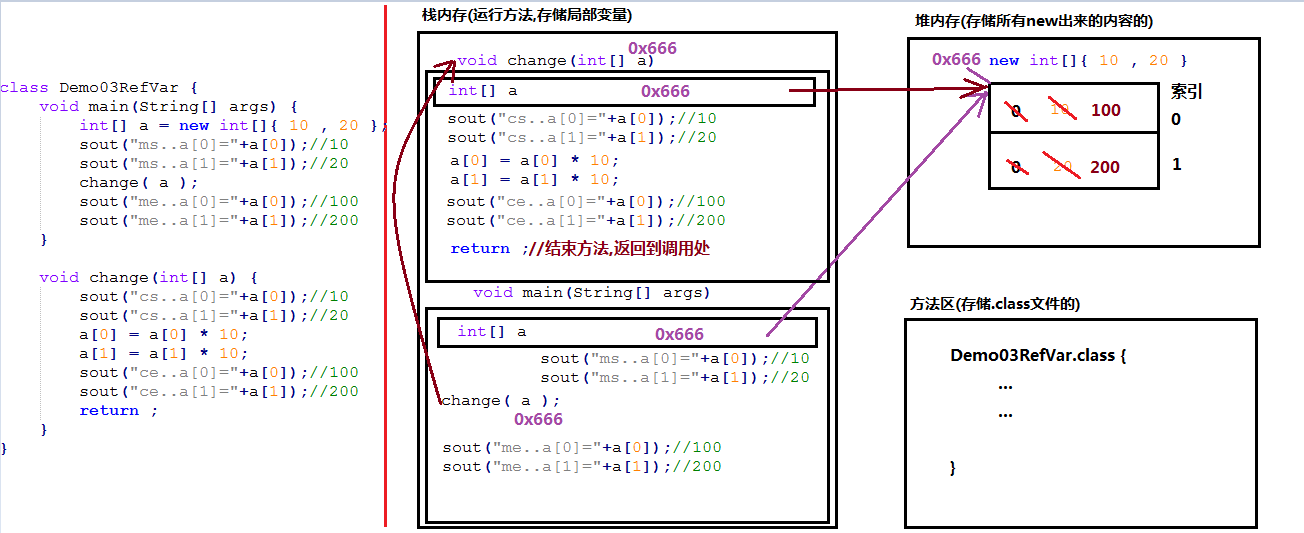 class Demo03RefVar {
void main(String[] args) {
int[] a = new int[]{ 10 , 20 };
sout("ms..a[0]="+a[0]);//10
sout("ms..a[1]="+a[1]);//20
change( a );
sout("me..a[0]="+a[0]);//100
sout("me..a[1]="+a[1]);//200
}
void change(int[] a) {
sout("cs..a[0]="+a[0]);//10
sout("cs..a[1]="+a[1]);//20
a[0] = a[0] * 10;
a[1] = a[1] * 10;
sout("ce..a[0]="+a[0]);//100
sout("ce..a[1]="+a[1]);//200
return ;
}
}
栈内存(运行方法,存储局部变量)
0x666
void change(int[] a)
int[] a 0x666
sout("cs..a[0]="+a[0]);//10
sout("cs..a[1]="+a[1]);//20
a[0] = a[0] * 10;
a[1] = a[1] * 10;
sout("ce..a[0]="+a[0]);//100
sout("ce..a[1]="+a[1]);//200
return ;//结束方法,返回到调用处
void main(String[] args)
int[] a 0x666
sout("ms..a[0]="+a[0]);//10
sout("ms..a[1]="+a[1]);//20
change( a );
0x666
sout("me..a[0]="+a[0]);//100
sout("me..a[1]="+a[1]);//200
堆内存(存储所有new出来的内容的)
0x666 new int[]{ 10 , 20 }
索引
0 10 100 0
0 20 200 1
方法区(存储.class文件的)
Demo03RefVar.class {
...
...
}